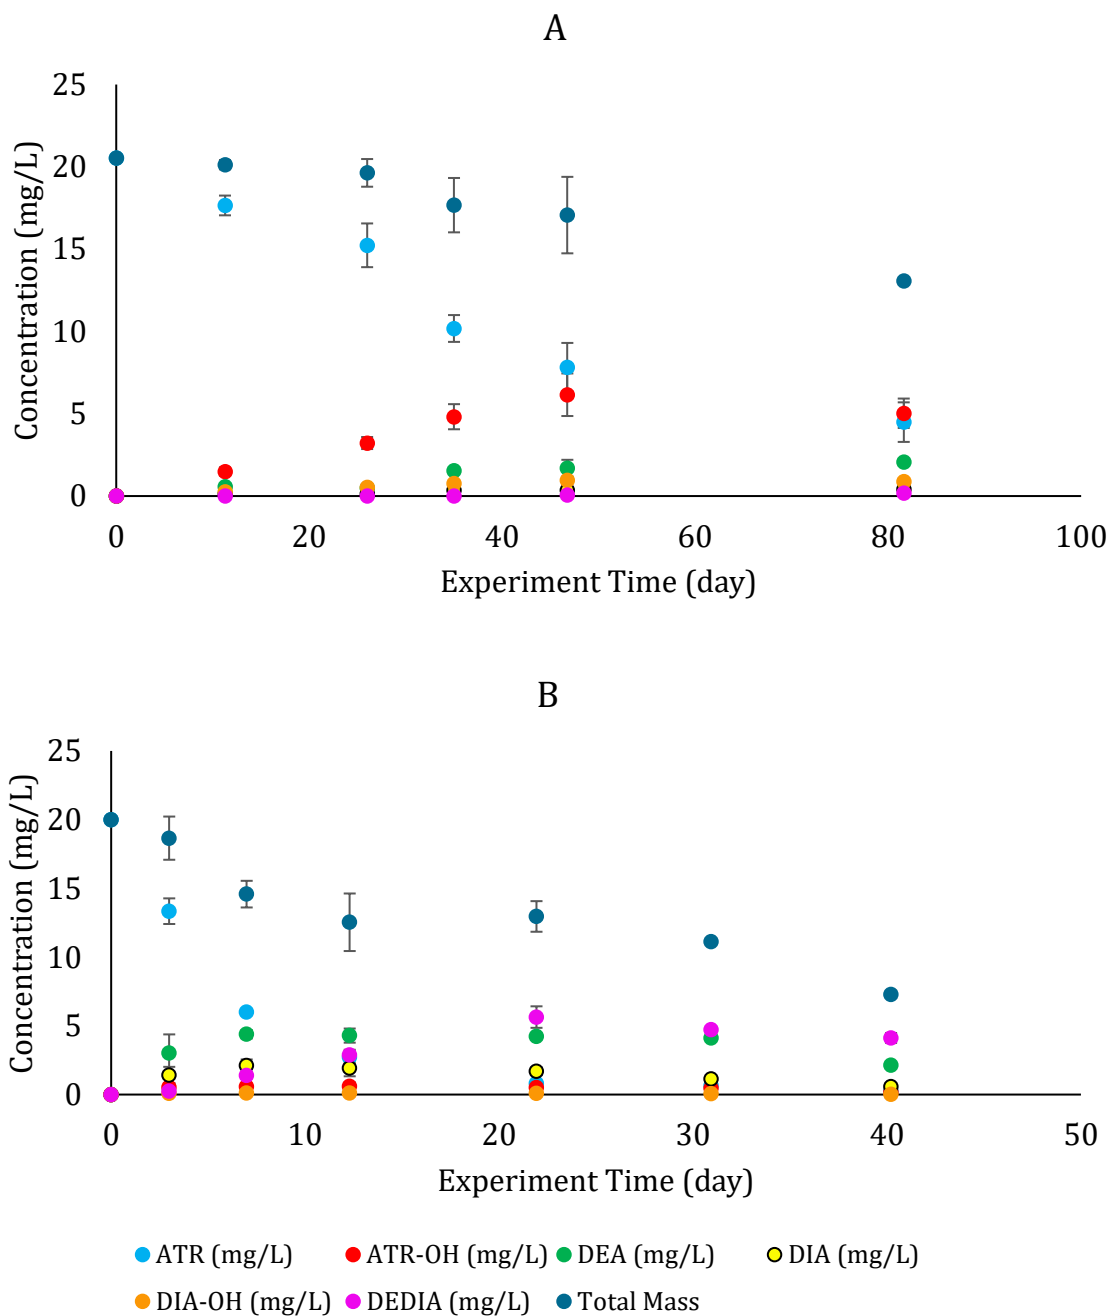 A
25
20
15
10
5
0
Concentration (mg/L)
0 20 40 60 80 100
Experiment Time (day)
B
25
20
15
10
5
0
Concentration (mg/L)
0 10 20 30 40 50
Experiment Time (day)
ATR (mg/L) ATR-OH (mg/L) DEA (mg/L) DIA (mg/L)
DIA-OH (mg/L) DEDIA (mg/L) Total Mass